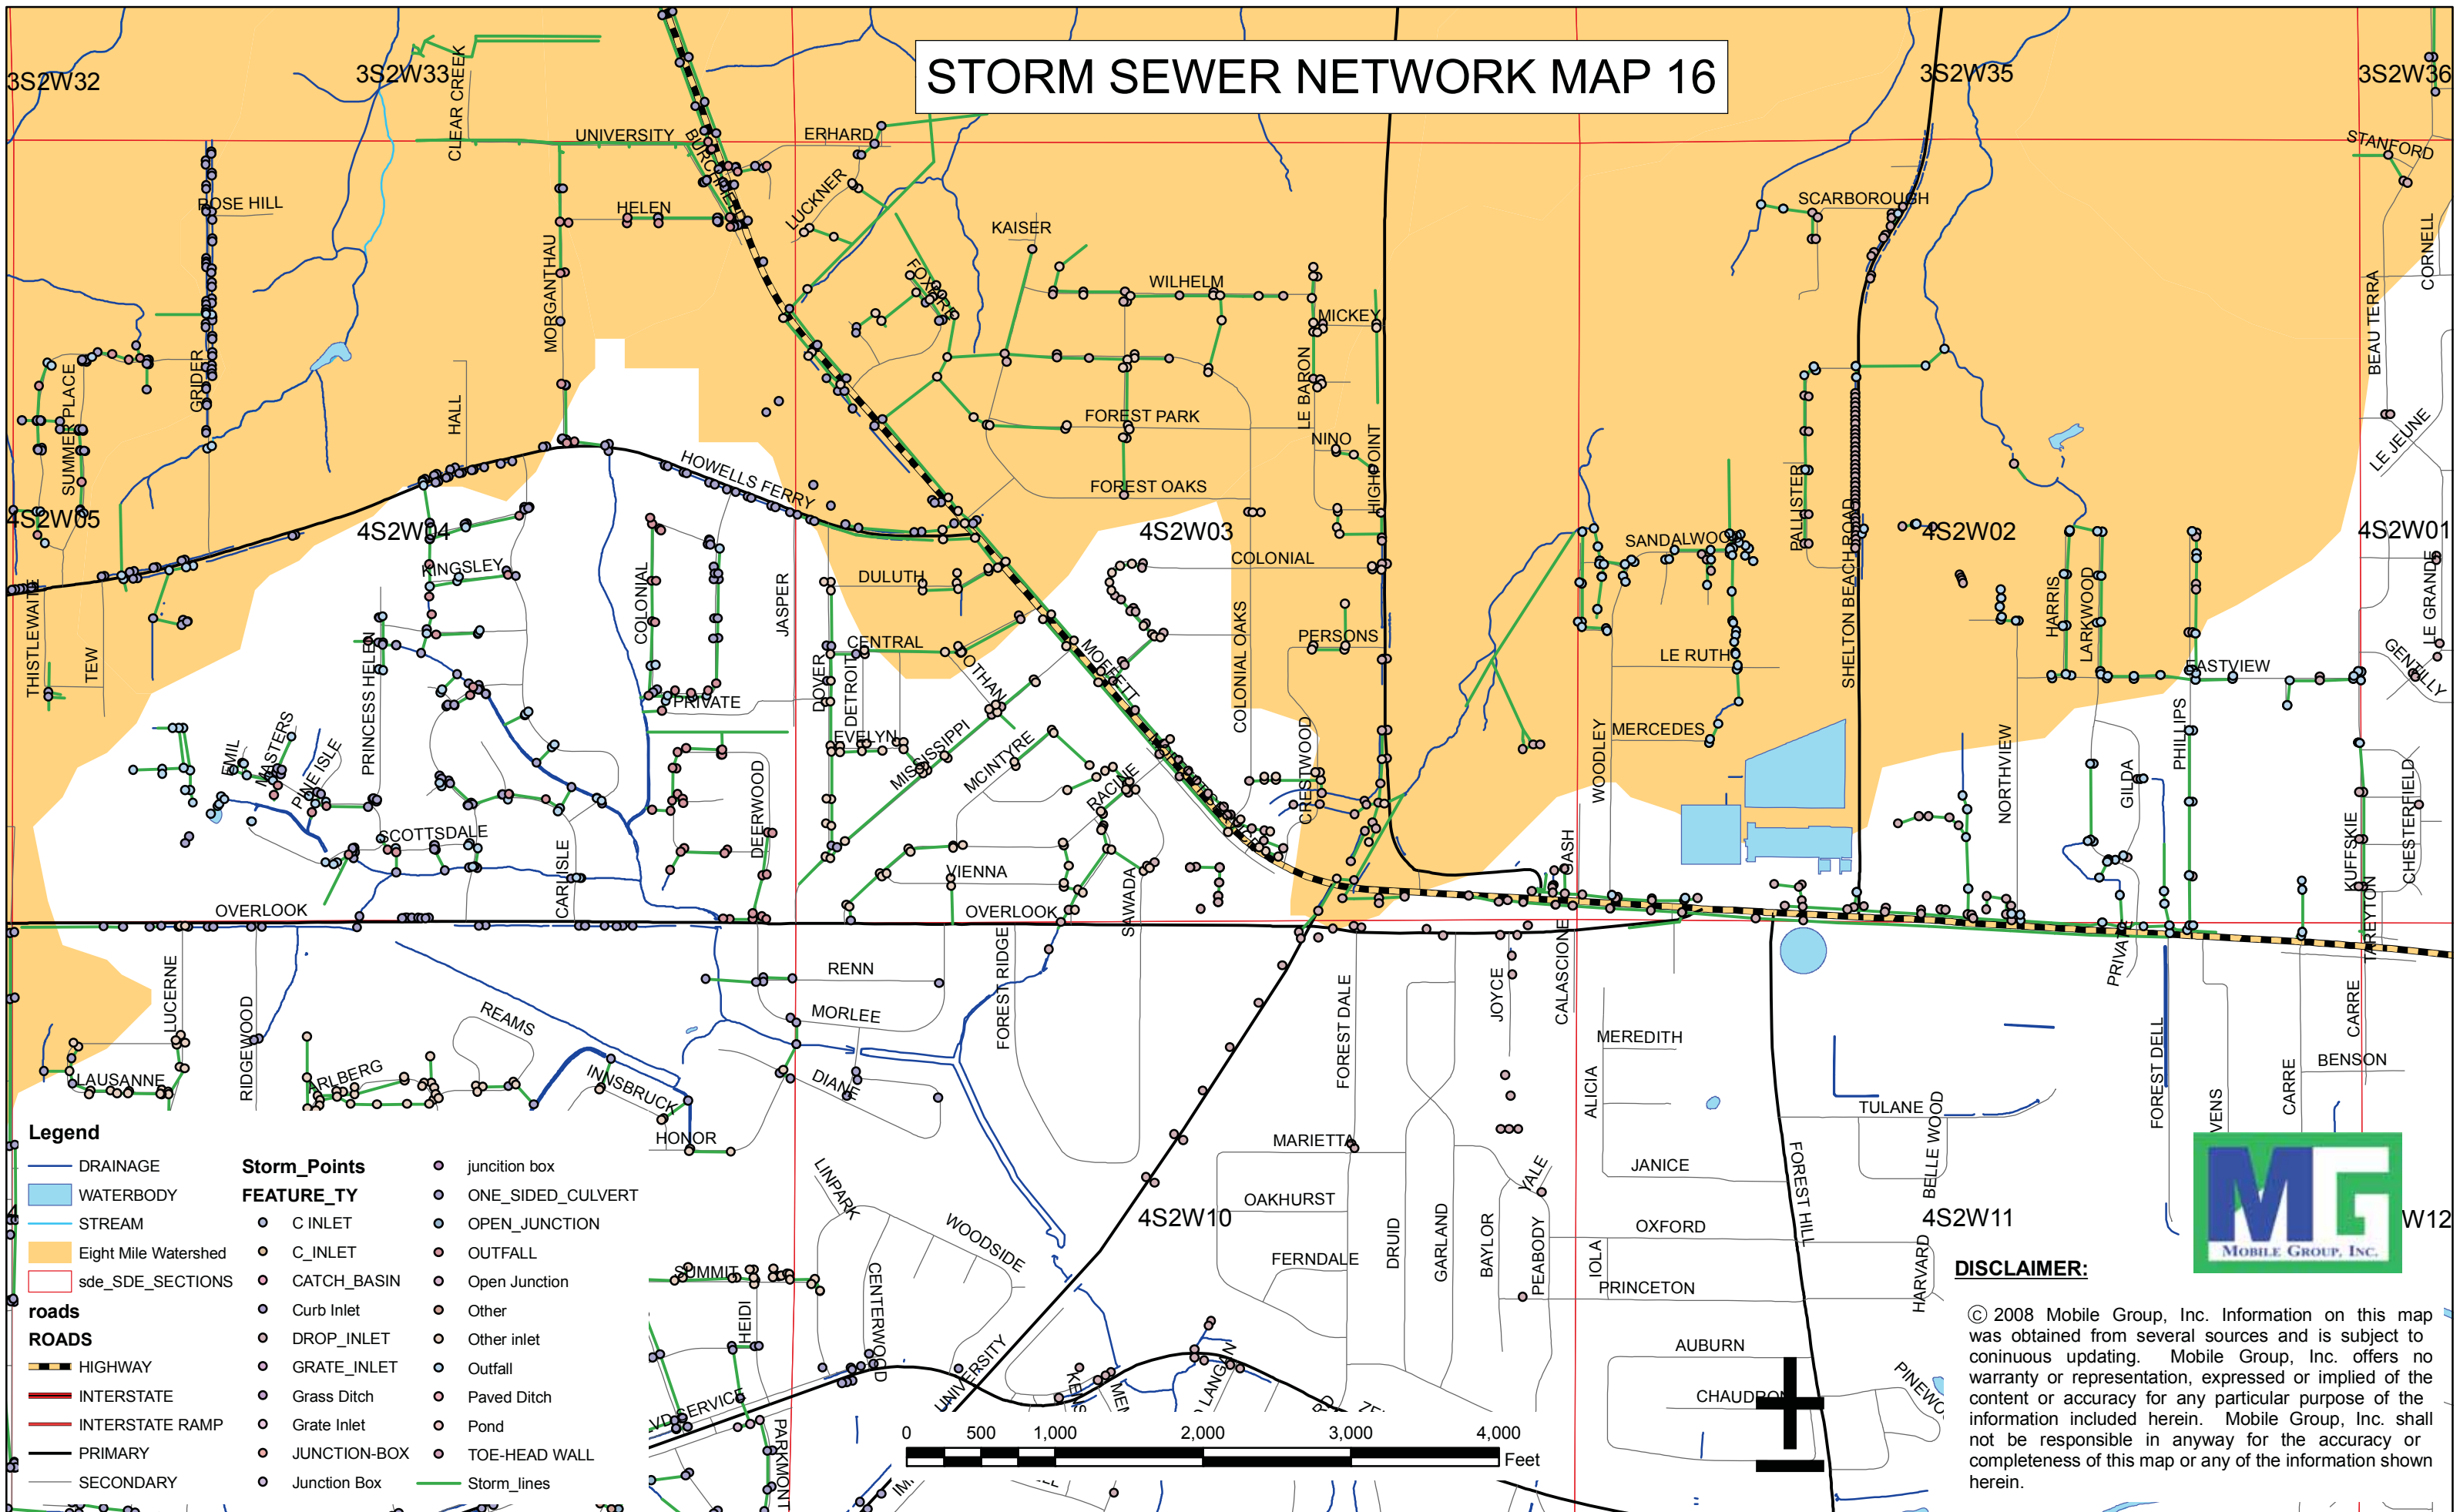 STORM SEWER NETWORK MAP 16
3S2W32
3S2W33
3S2W35
3S2W36
CLEAR CREEK
UNIVERSITY
ERHARD
STANFORD
ROSE HILL
HELEN
LUCKNER
SCARBOROUGH
KAISER
CORNELL
MORGANTHAU
WILHELM
MICKEY
BEAU TERRA
GRIDER
SUMMER PLACE
HALL
LE BARON
FOREST PARK
NINO
HIGHPOINT
LE JEUNE
HOWELLS FERRY
FOREST OAKS
PALLISTER
SHELTON BEACH ROAD
4S2W05
4S2W04
4S2W03
4S2W02
4S2W01
SANDALWOOD
COLONIAL
KINGSLEY
DULUTH
COLONIAL
JASPER
THISTLEWAITE
TEW
PRINCESS HELEN
CENTRAL
COLONIAL OAKS
PERSONS
LE RUTH
HARRIS
LARKWOOD
EASTVIEW
LE GRANDE
GENTILLY
DOVER
DETROIT
MOFFETT
PRIVATE
EVELYN
MISSISSIPPI
MCINTYRE
RACINE
CRESTWOOD
WOODLEY
MERCEDES
NORTHVIEW
PHILLIPS
GILDA
EMIL
MASTERS
PINE ISLE
SCOTTSDALE
CARLISLE
DEERWOOD
VIENNA
SAWADA
CASH
KUFFSKIE
CHESTERFIELD
TAREYTON
OVERLOOK
OVERLOOK
CALASCIONE
PRIVATE
LUCERNE
RIDGEWOOD
REAMS
RENN
MORLEE
FOREST RIDGE
FOREST DALE
JOYCE
MEREDITH
FOREST DELL
CARRE
BENSON
LAUSANNE
ARLBERG
INNSBRUCK
DIANE
ALICIA
TULANE
BELLE WOOD
CARRE
HONOR
MARIETTA
YALE
JANICE
FOREST HILL
LINPARK
WOODSIDE
4S2W10
OAKHURST
DRUID
GARLAND
BAYLOR
PEABODY
OXFORD
4S2W11
W12
FERNDALE
IOLA
PRINCETON
HARVARD
SUMMIT
HEIDI
CENTERWOOD
AUBURN
UNIVERSITY
CHAUDRON
PARKMONT
Legend
DRAINAGE
WATERBODY
STREAM
Eight Mile Watershed
sde_SDE_SECTIONS
roads
ROADS
HIGHWAY
INTERSTATE
INTERSTATE RAMP
PRIMARY
SECONDARY
Storm_Points
FEATURE_TY
C INLET
C_INLET
CATCH_BASIN
Curb Inlet
DROP_INLET
GRATE_INLET
Grass Ditch
Grate Inlet
JUNCTION-BOX
Junction Box
juncition box
ONE_SIDED_CULVERT
OPEN_JUNCTION
OUTFALL
Open Junction
Other
Other inlet
Outfall
Paved Ditch
Pond
TOE-HEAD WALL
Storm_lines
0 500 1,000 2,000 3,000 4,000
Feet
MG
MOBILE GROUP, INC.
DISCLAIMER:
© 2008 Mobile Group, Inc. Information on this map
was obtained from several sources and is subject to
coninuous updating. Mobile Group, Inc. offers no
warranty or representation, expressed or implied of the
content or accuracy for any particular purpose of the
information included herein. Mobile Group, Inc. shall
not be responsible in anyway for the accuracy or
completeness of this map or any of the information shown
herein.